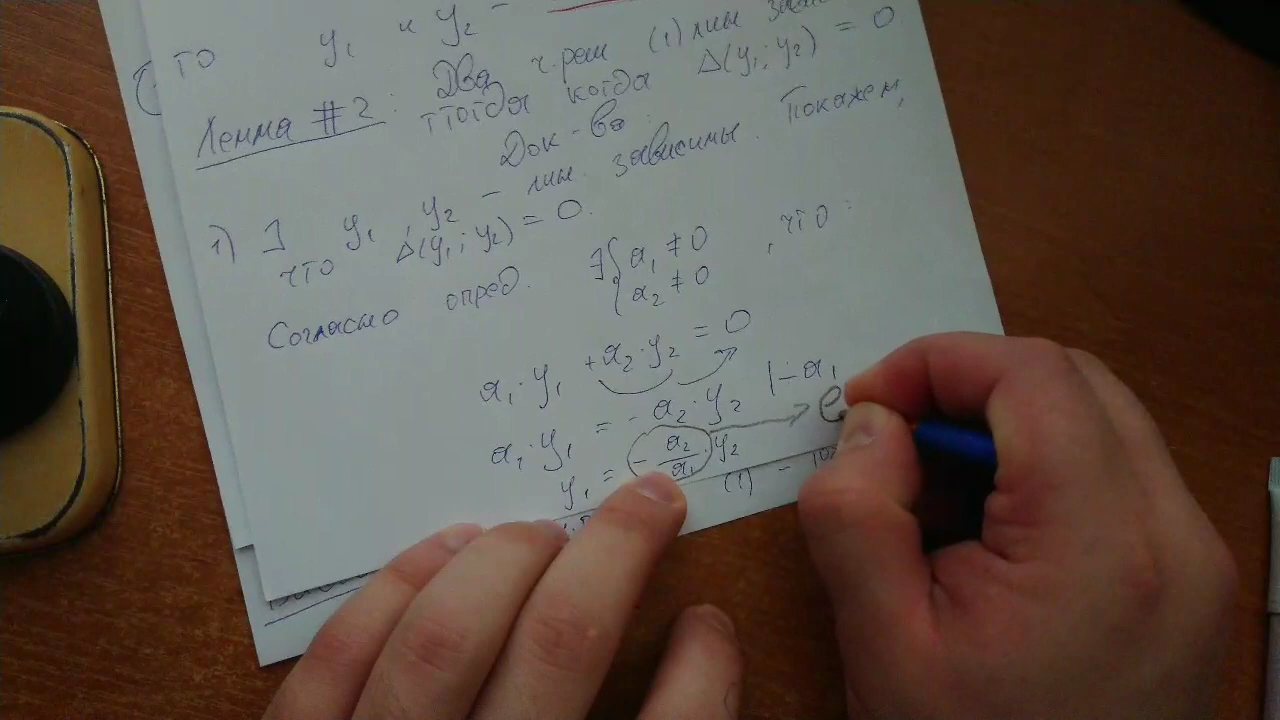 то y₁ и y₂ –
Лемма #2: Два ч. реш (1) лин
ттогда когда Δ(y₁; y₂) = 0
Док-во:
1) ∃ y₁, y₂ – лин. зависимы. Покажем,
что Δ(y₁; y₂) = 0.
Согласно опред. ∃ { α₁ ≠ 0 , что:
α₂ ≠ 0
α₁·y₁ + α₂·y₂ = 0
α₁·y₁ = - α₂·y₂ |÷α₁
y₁ = - α₂/α₁ · y₂
(1) –